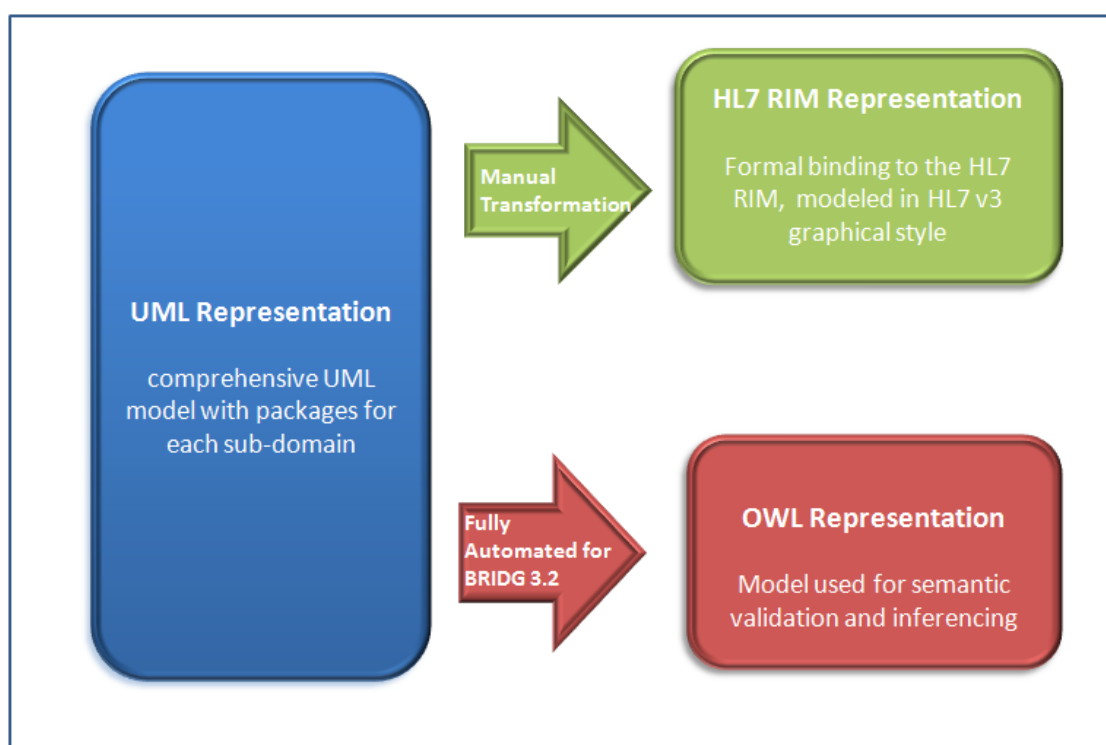 UML Representation
comprehensive UML
model with packages for
each sub-domain
Manual
Transformation
HL7 RIM Representation
Formal binding to the HL7
RIM, modeled in HL7 v3
graphical style
Fully
Automated for
BRIDG 3.2
OWL Representation
Model used for semantic
validation and inferencing